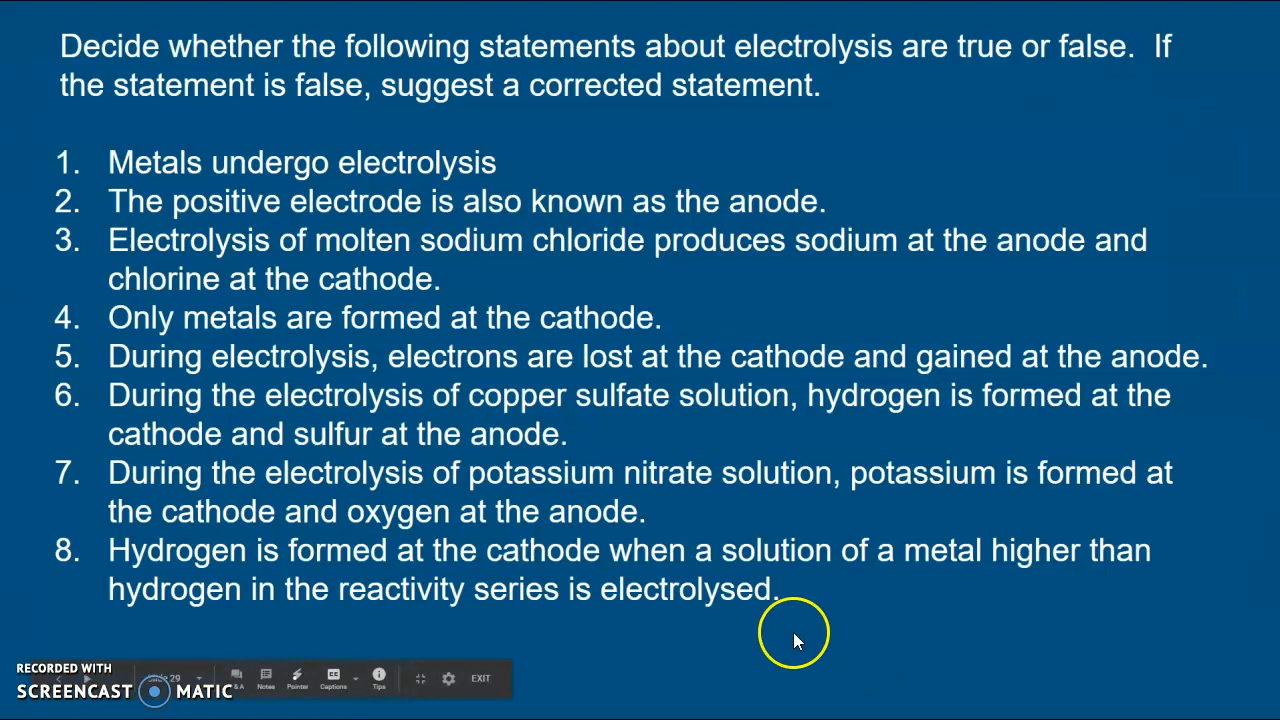 Decide whether the following statements about electrolysis are true or false.  If
the statement is false, suggest a corrected statement.
1. Metals undergo electrolysis
2. The positive electrode is also known as the anode.
3. Electrolysis of molten sodium chloride produces sodium at the anode and
chlorine at the cathode.
4. Only metals are formed at the cathode.
5. During electrolysis, electrons are lost at the cathode and gained at the anode.
6. During the electrolysis of copper sulfate solution, hydrogen is formed at the
cathode and sulfur at the anode.
7. During the electrolysis of potassium nitrate solution, potassium is formed at
the cathode and oxygen at the anode.
8. Hydrogen is formed at the cathode when a solution of a metal higher than
hydrogen in the reactivity series is electrolysed.
RECORDED WITH
SCREENCAST MATIC
29
Notes Pointer CC Captions Tips EXIT